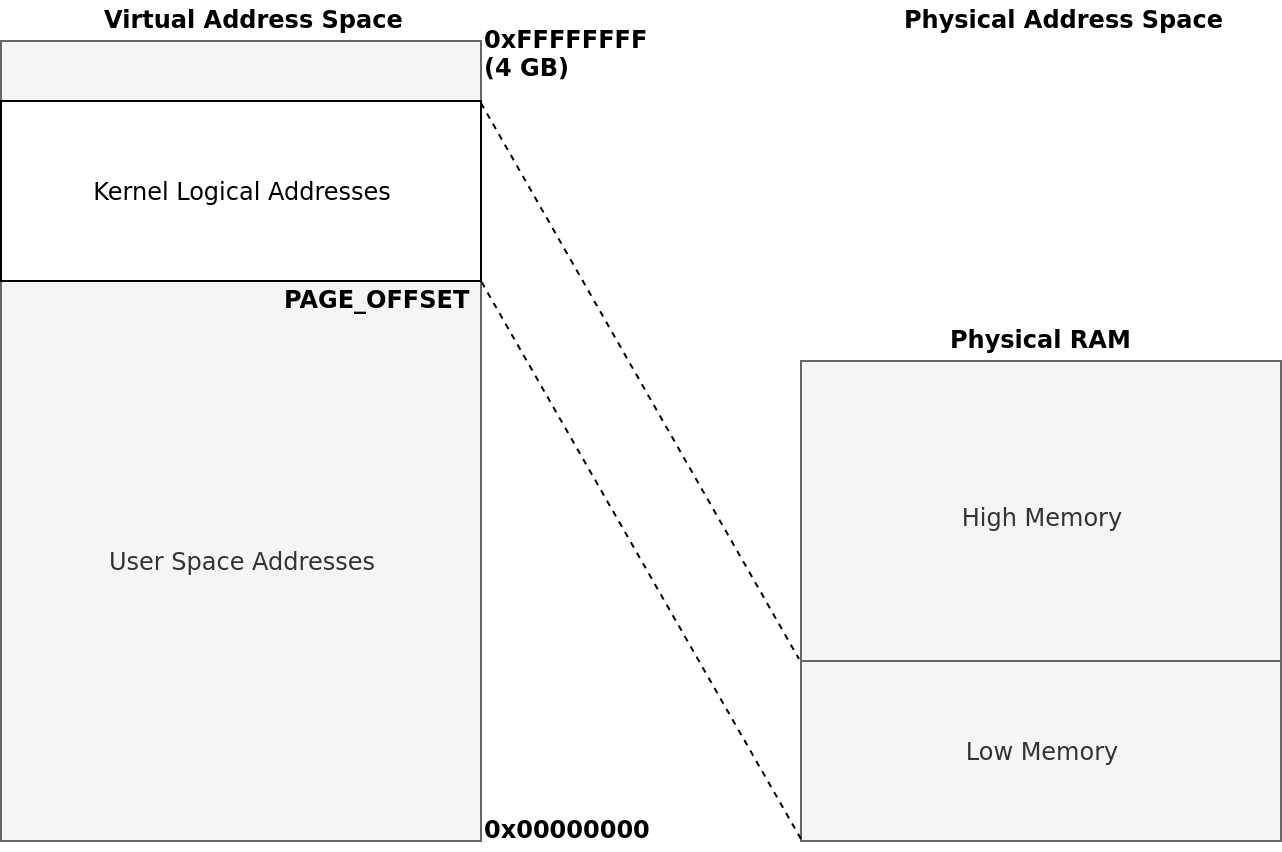 Virtual Address Space
Physical Address Space
0xFFFFFFFF
(4 GB)
Kernel Logical Addresses
PAGE_OFFSET
Physical RAM
High Memory
User Space Addresses
Low Memory
0x00000000